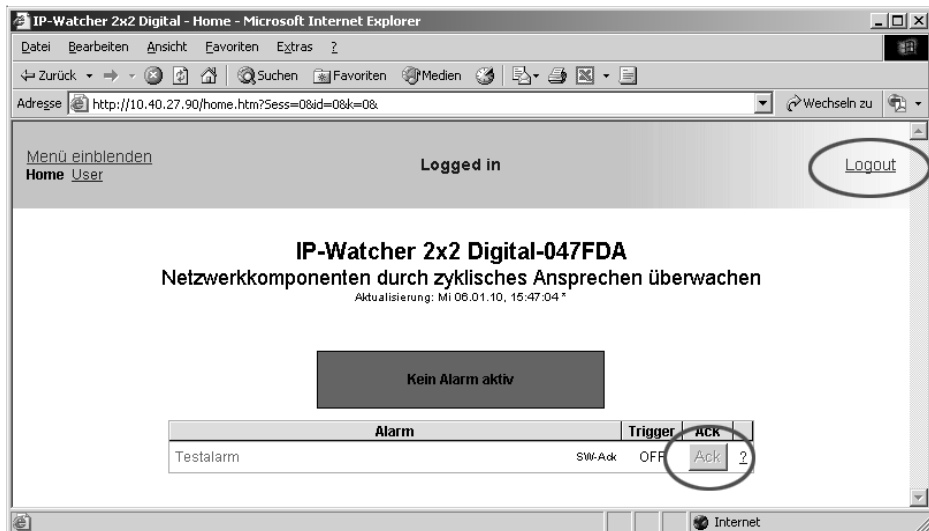 IP-Watcher 2x2 Digital - Home - Microsoft Internet Explorer
Datei Bearbeiten Ansicht Favoriten Extras ?
Zurück Suchen Favoriten Medien
Adresse http://10.40.27.90/home.htm?Sess=0&id=0&k=0& Wechseln zu
Menü einblenden
Home User
Logged in
Logout
IP-Watcher 2x2 Digital-047FDA
Netzwerkkomponenten durch zyklisches Ansprechen überwachen
Aktualisierung: Mi 06.01.10, 15:47:04 *
Kein Alarm aktiv
Alarm Trigger Ack
Testalarm SW-Ack OFF Ack ?
Internet